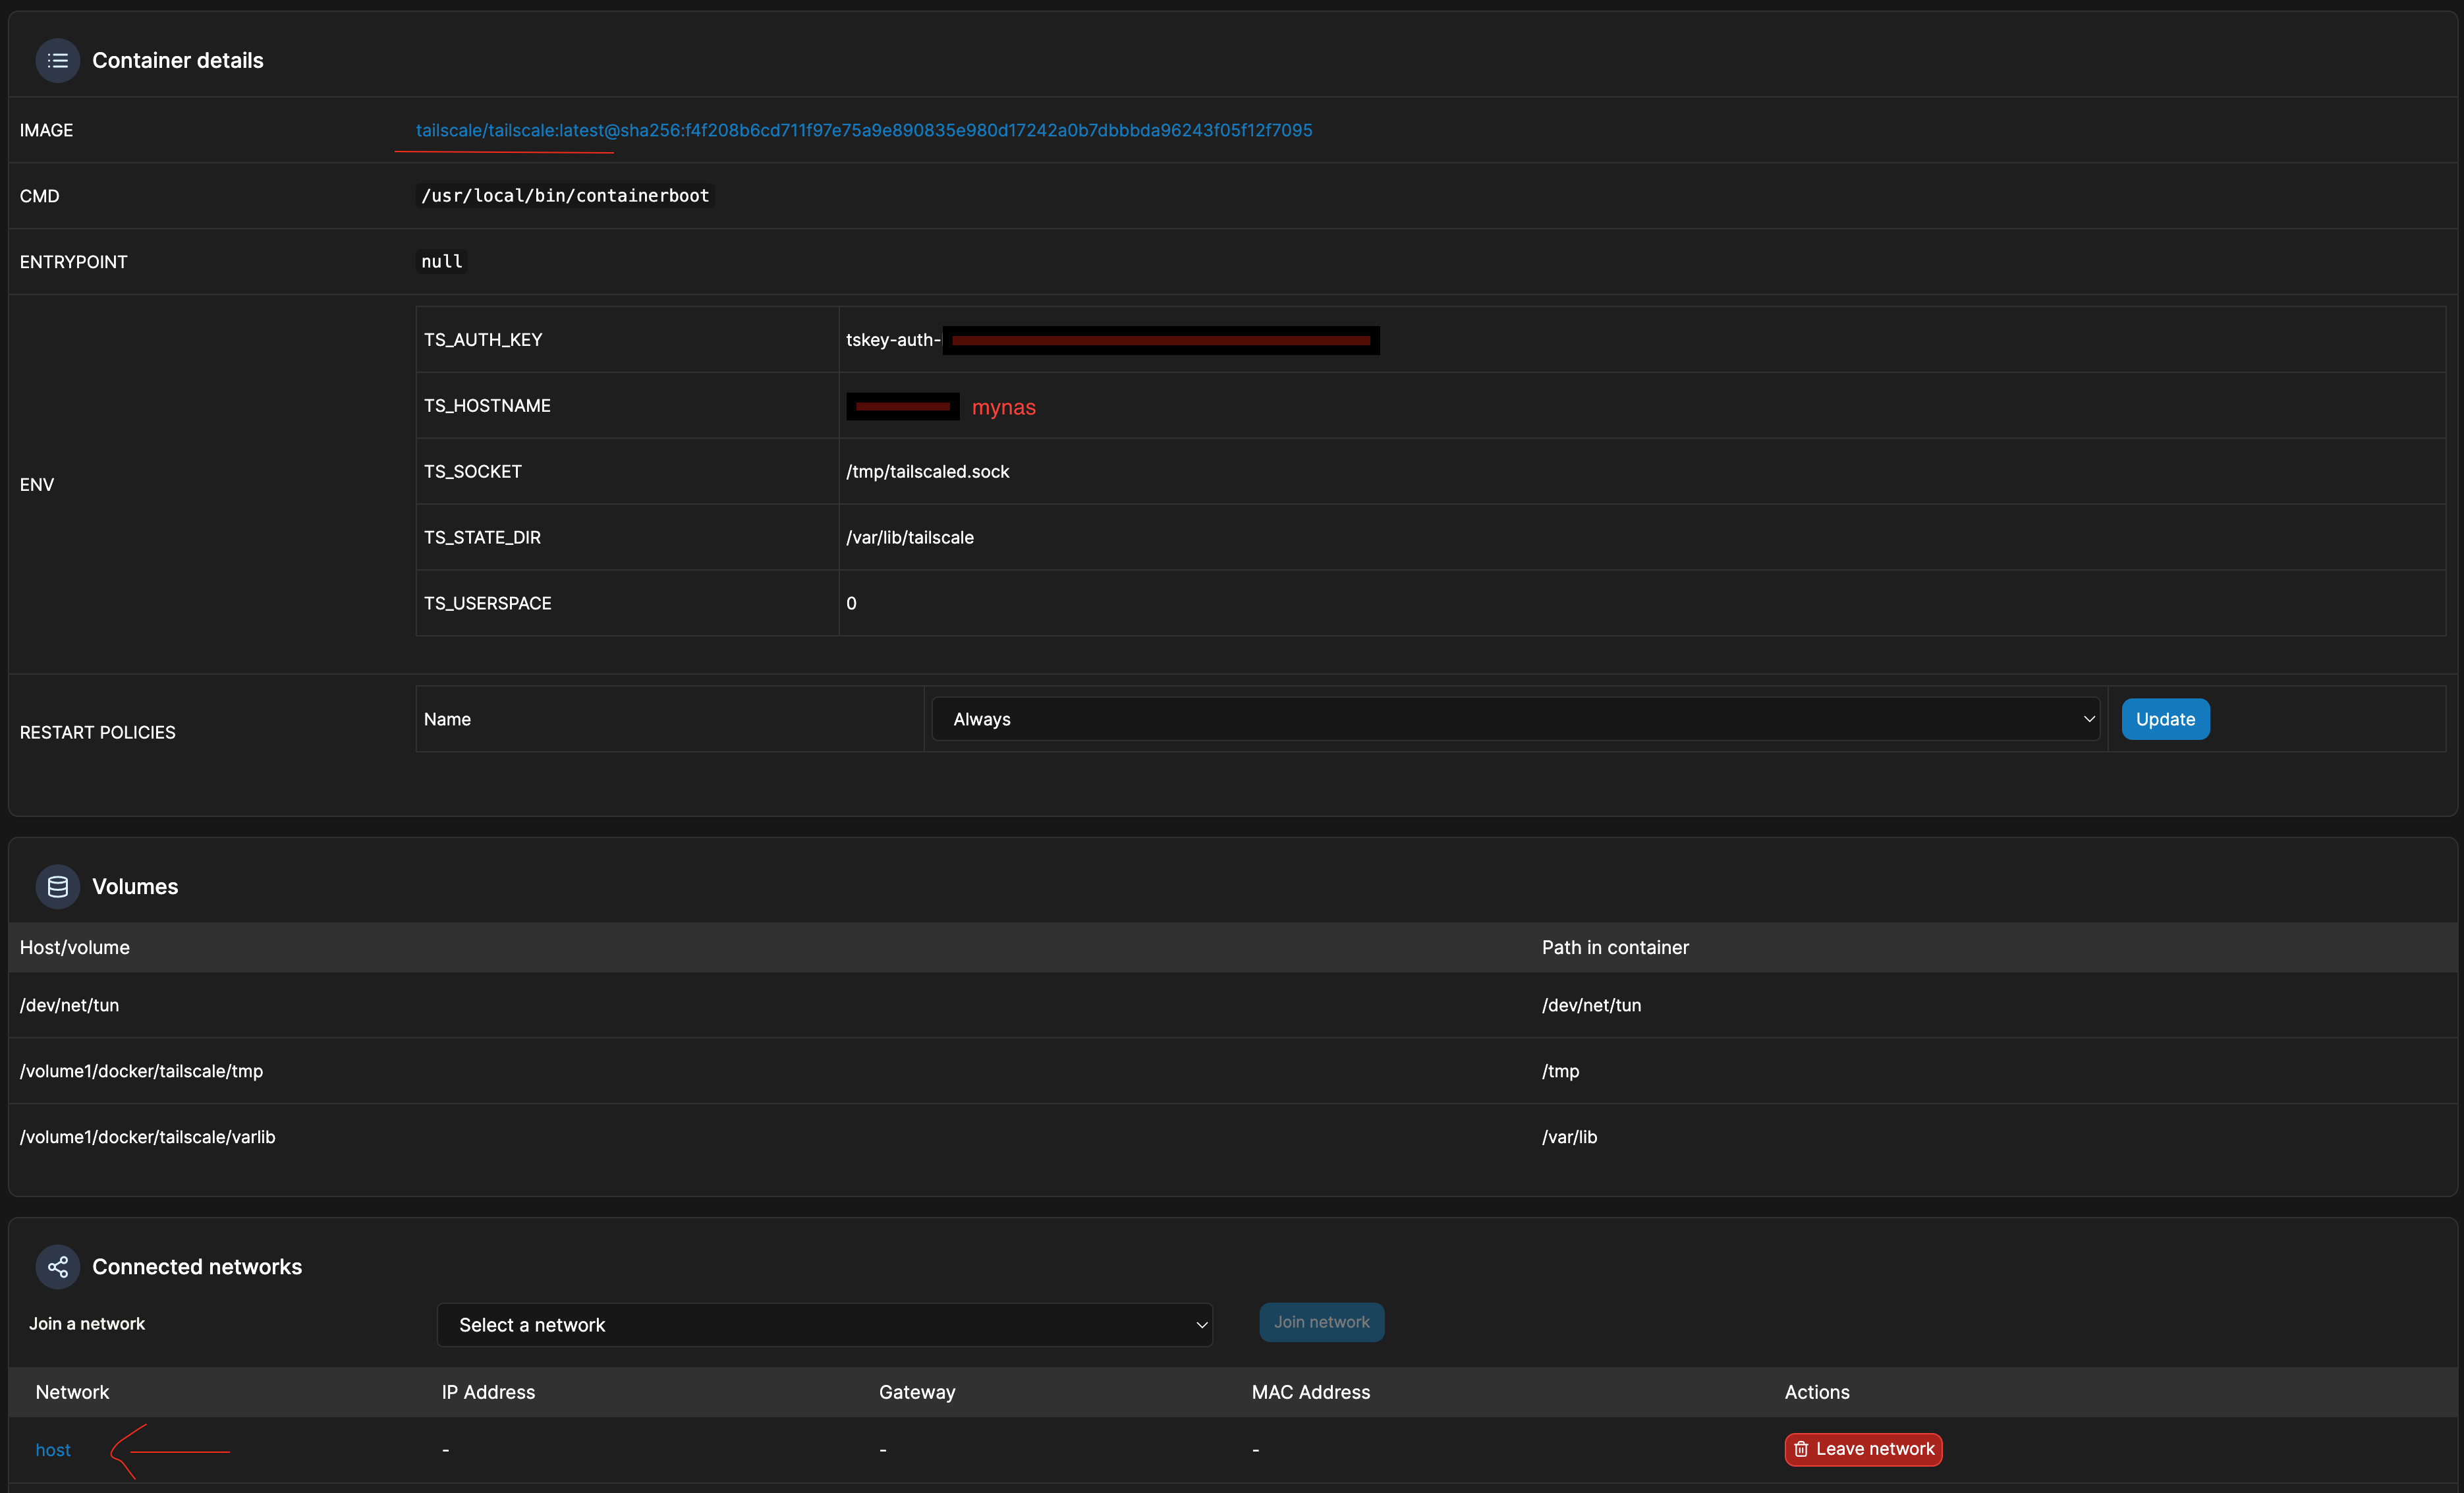 Container details
IMAGE tailscale/tailscale:latest@sha256:f4f208b6cd711f97e75a9e890835e980d17242a0b7dbbbda96243f05f12f7095
CMD /usr/local/bin/containerboot
ENTRYPOINT null
ENV
TS_AUTH_KEY tskey-auth-
TS_HOSTNAME mynas
TS_SOCKET /tmp/tailscaled.sock
TS_STATE_DIR /var/lib/tailscale
TS_USERSPACE 0
RESTART POLICIES
Name Always Update
Volumes
Host/volume Path in container
/dev/net/tun /dev/net/tun
/volume1/docker/tailscale/tmp /tmp
/volume1/docker/tailscale/varlib /var/lib
Connected networks
Join a network Select a network Join network
Network IP Address Gateway MAC Address Actions
host - - - Leave network